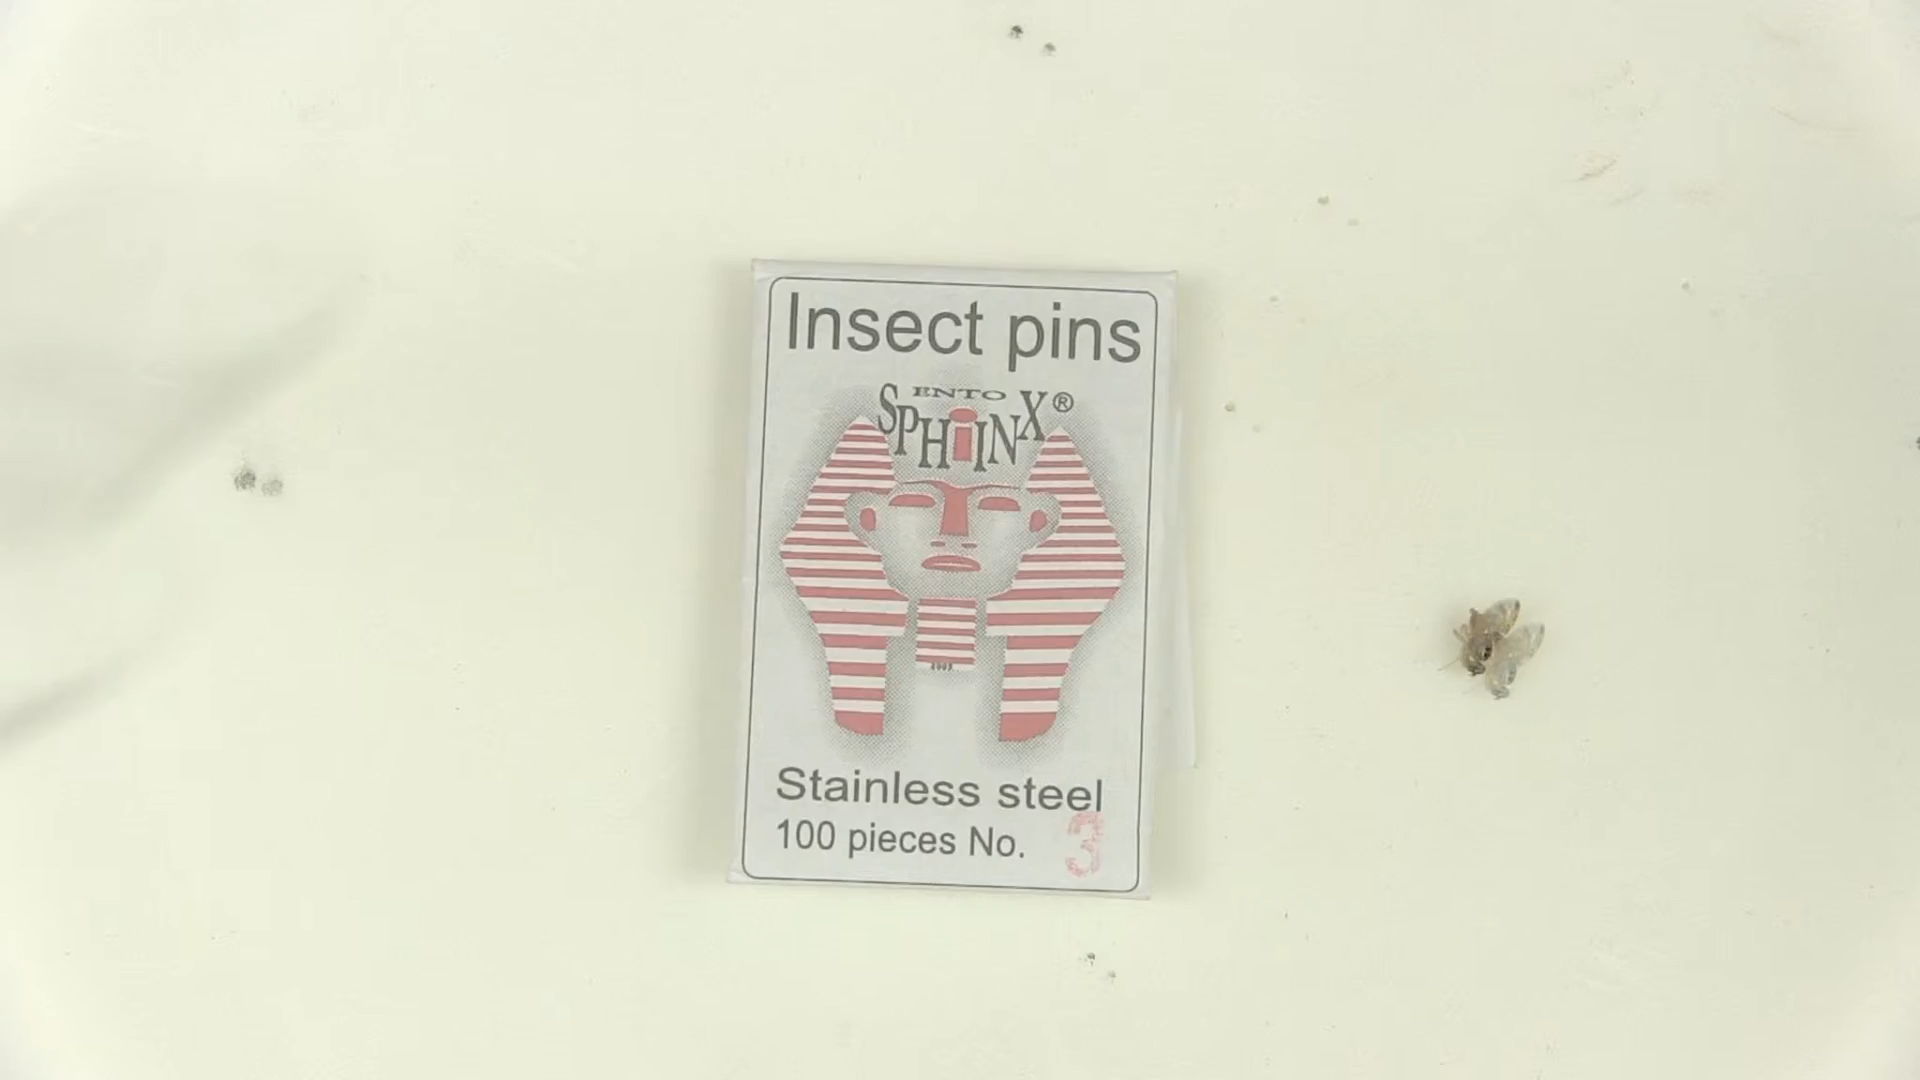 Insect pins
ENTO
SPHINX®
Stainless steel
100 pieces No. 3